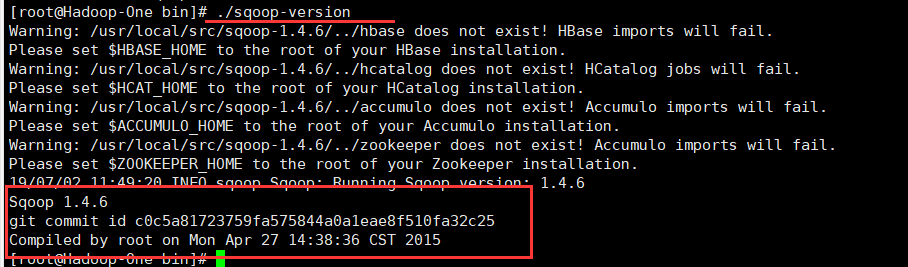 [root@Hadoop-One bin]# ./sqoop-version
Warning: /usr/local/src/sqoop-1.4.6/../hbase does not exist! HBase imports will fail.
Please set $HBASE_HOME to the root of your HBase installation.
Warning: /usr/local/src/sqoop-1.4.6/../hcatalog does not exist! HCatalog jobs will fail.
Please set $HCAT_HOME to the root of your HCatalog installation.
Warning: /usr/local/src/sqoop-1.4.6/../accumulo does not exist! Accumulo imports will fail.
Please set $ACCUMULO_HOME to the root of your Accumulo installation.
Warning: /usr/local/src/sqoop-1.4.6/../zookeeper does not exist! Accumulo imports will fail.
Please set $ZOOKEEPER_HOME to the root of your Zookeeper installation.
19/07/02 11:49:20 INFO sqoop.Sqoop: Running Sqoop version: 1.4.6
Sqoop 1.4.6
git commit id c0c5a81723759fa575844a0a1eae8f510fa32c25
Compiled by root on Mon Apr 27 14:38:36 CST 2015
[root@Hadoop-One bin]#